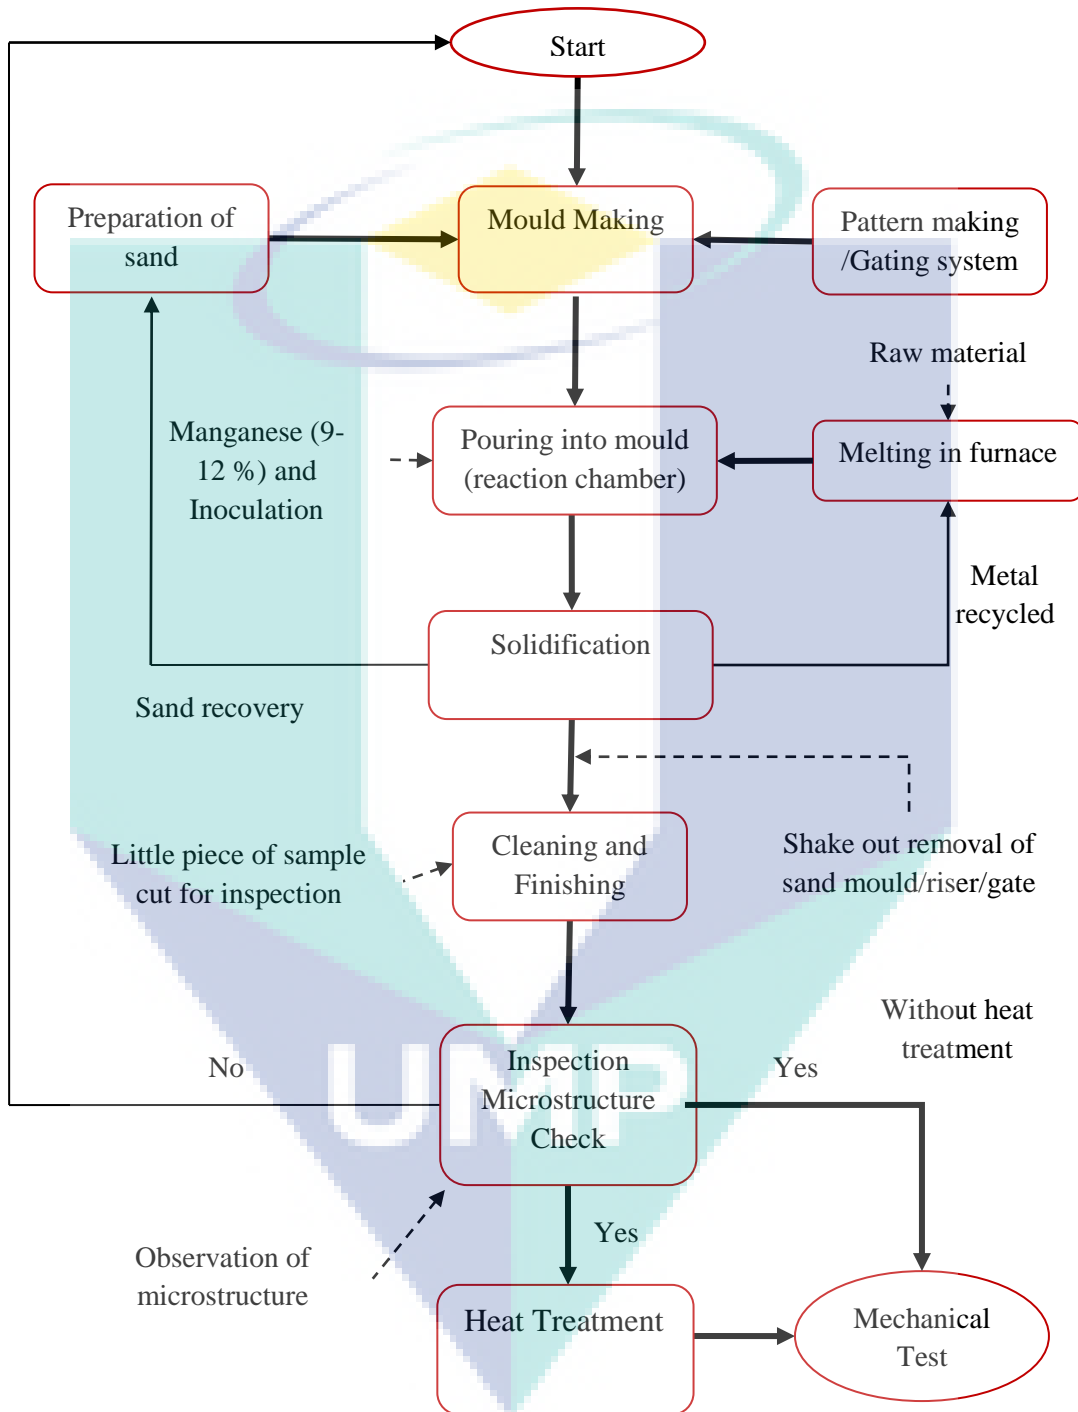 Start
Preparation of
sand
Mould Making
Pattern making
/Gating system
Raw material
Manganese (9-
12 %) and
Inoculation
Pouring into mould
(reaction chamber)
Melting in furnace
Metal
recycled
Solidification
Sand recovery
Cleaning and
Finishing
Little piece of sample
cut for inspection
Shake out removal of
sand mould/riser/gate
Without heat
treatment
No
Inspection
Microstructure
Check
Yes
UMP
Yes
Observation of
microstructure
Heat Treatment
Mechanical
Test